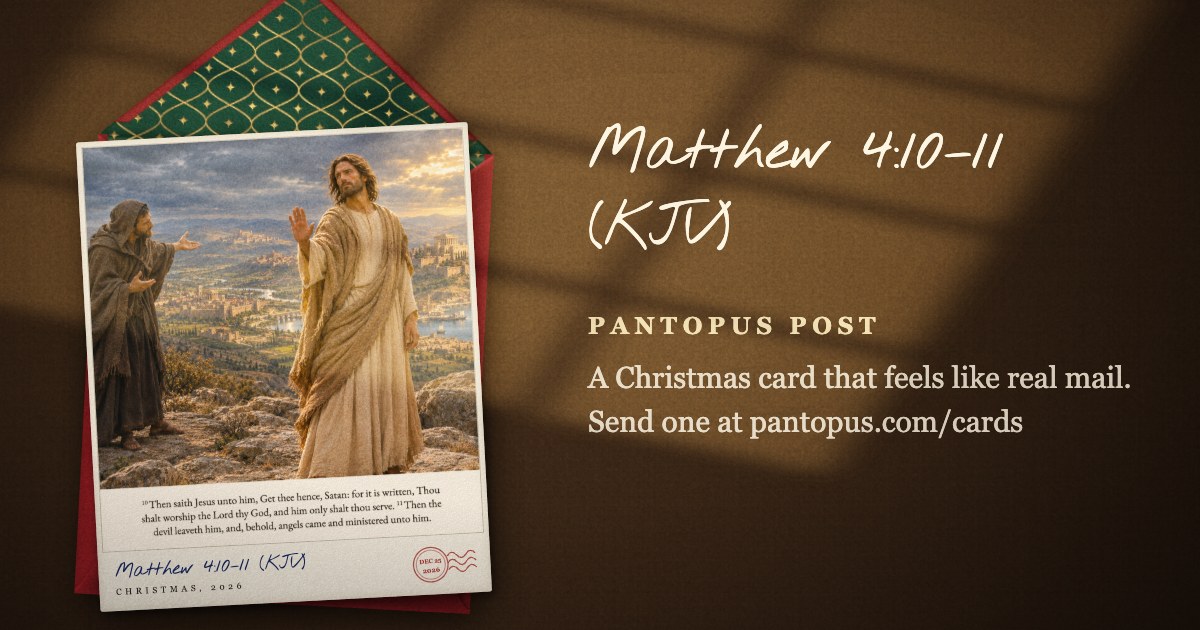 ¹⁰Then saith Jesus unto him, Get thee hence, Satan: for it is written, Thou
shalt worship the Lord thy God, and him only shalt thou serve. ¹¹Then the
devil leaveth him, and, behold, angels came and ministered unto him.
Matthew 4:10–11 (KJV)
CHRISTMAS, 2026
DEC 25
2026
Matthew 4:10–11
(KJV)
PANTOPUS POST
A Christmas card that feels like real mail.
Send one at pantopus.com/cards